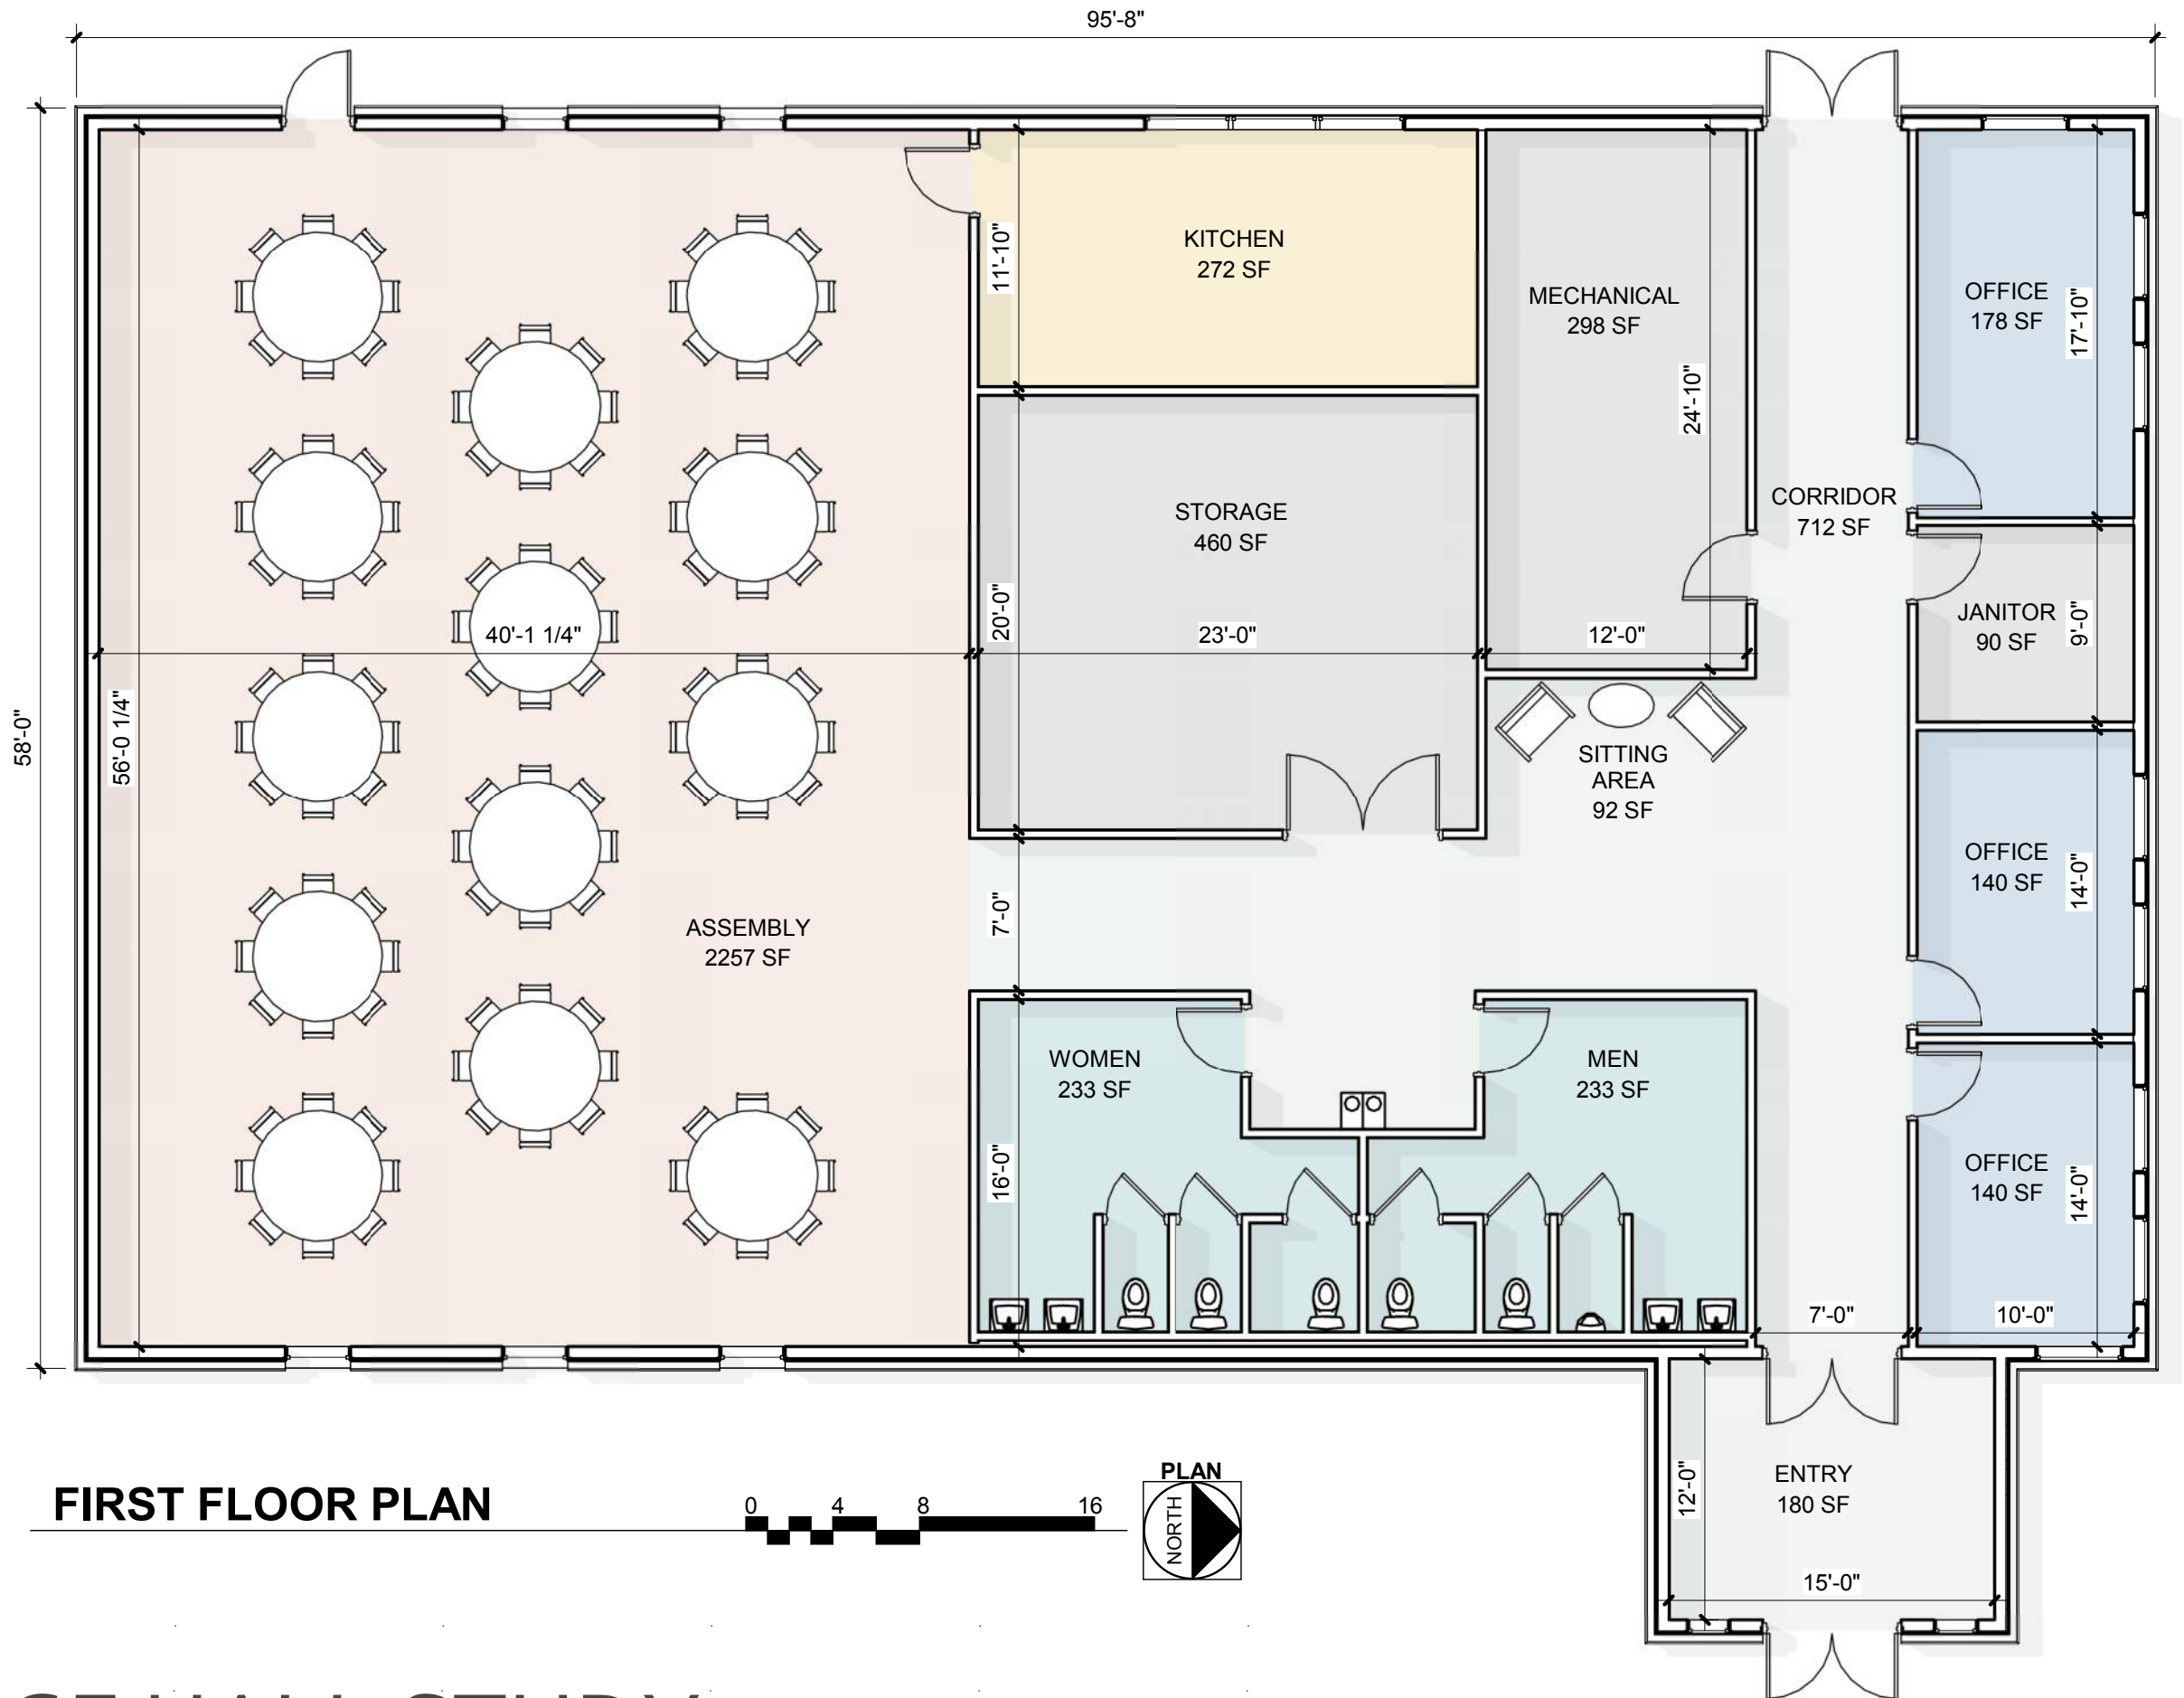 95'-8"
KITCHEN
272 SF
11'-10"
MECHANICAL
298 SF
24'-10"
OFFICE
178 SF
17'-10"
CORRIDOR
712 SF
STORAGE
460 SF
20'-0"
40'-1 1/4"
23'-0"
12'-0"
JANITOR
90 SF
9'-0"
58'-0"
56'-0 1/4"
SITTING
AREA
92 SF
OFFICE
140 SF
14'-0"
7'-0"
ASSEMBLY
2257 SF
WOMEN
233 SF
MEN
233 SF
16'-0"
OFFICE
140 SF
14'-0"
7'-0"
10'-0"
ENTRY
180 SF
12'-0"
15'-0"
FIRST FLOOR PLAN
0 4 8 16
PLAN
NORTH
HALL STUDY